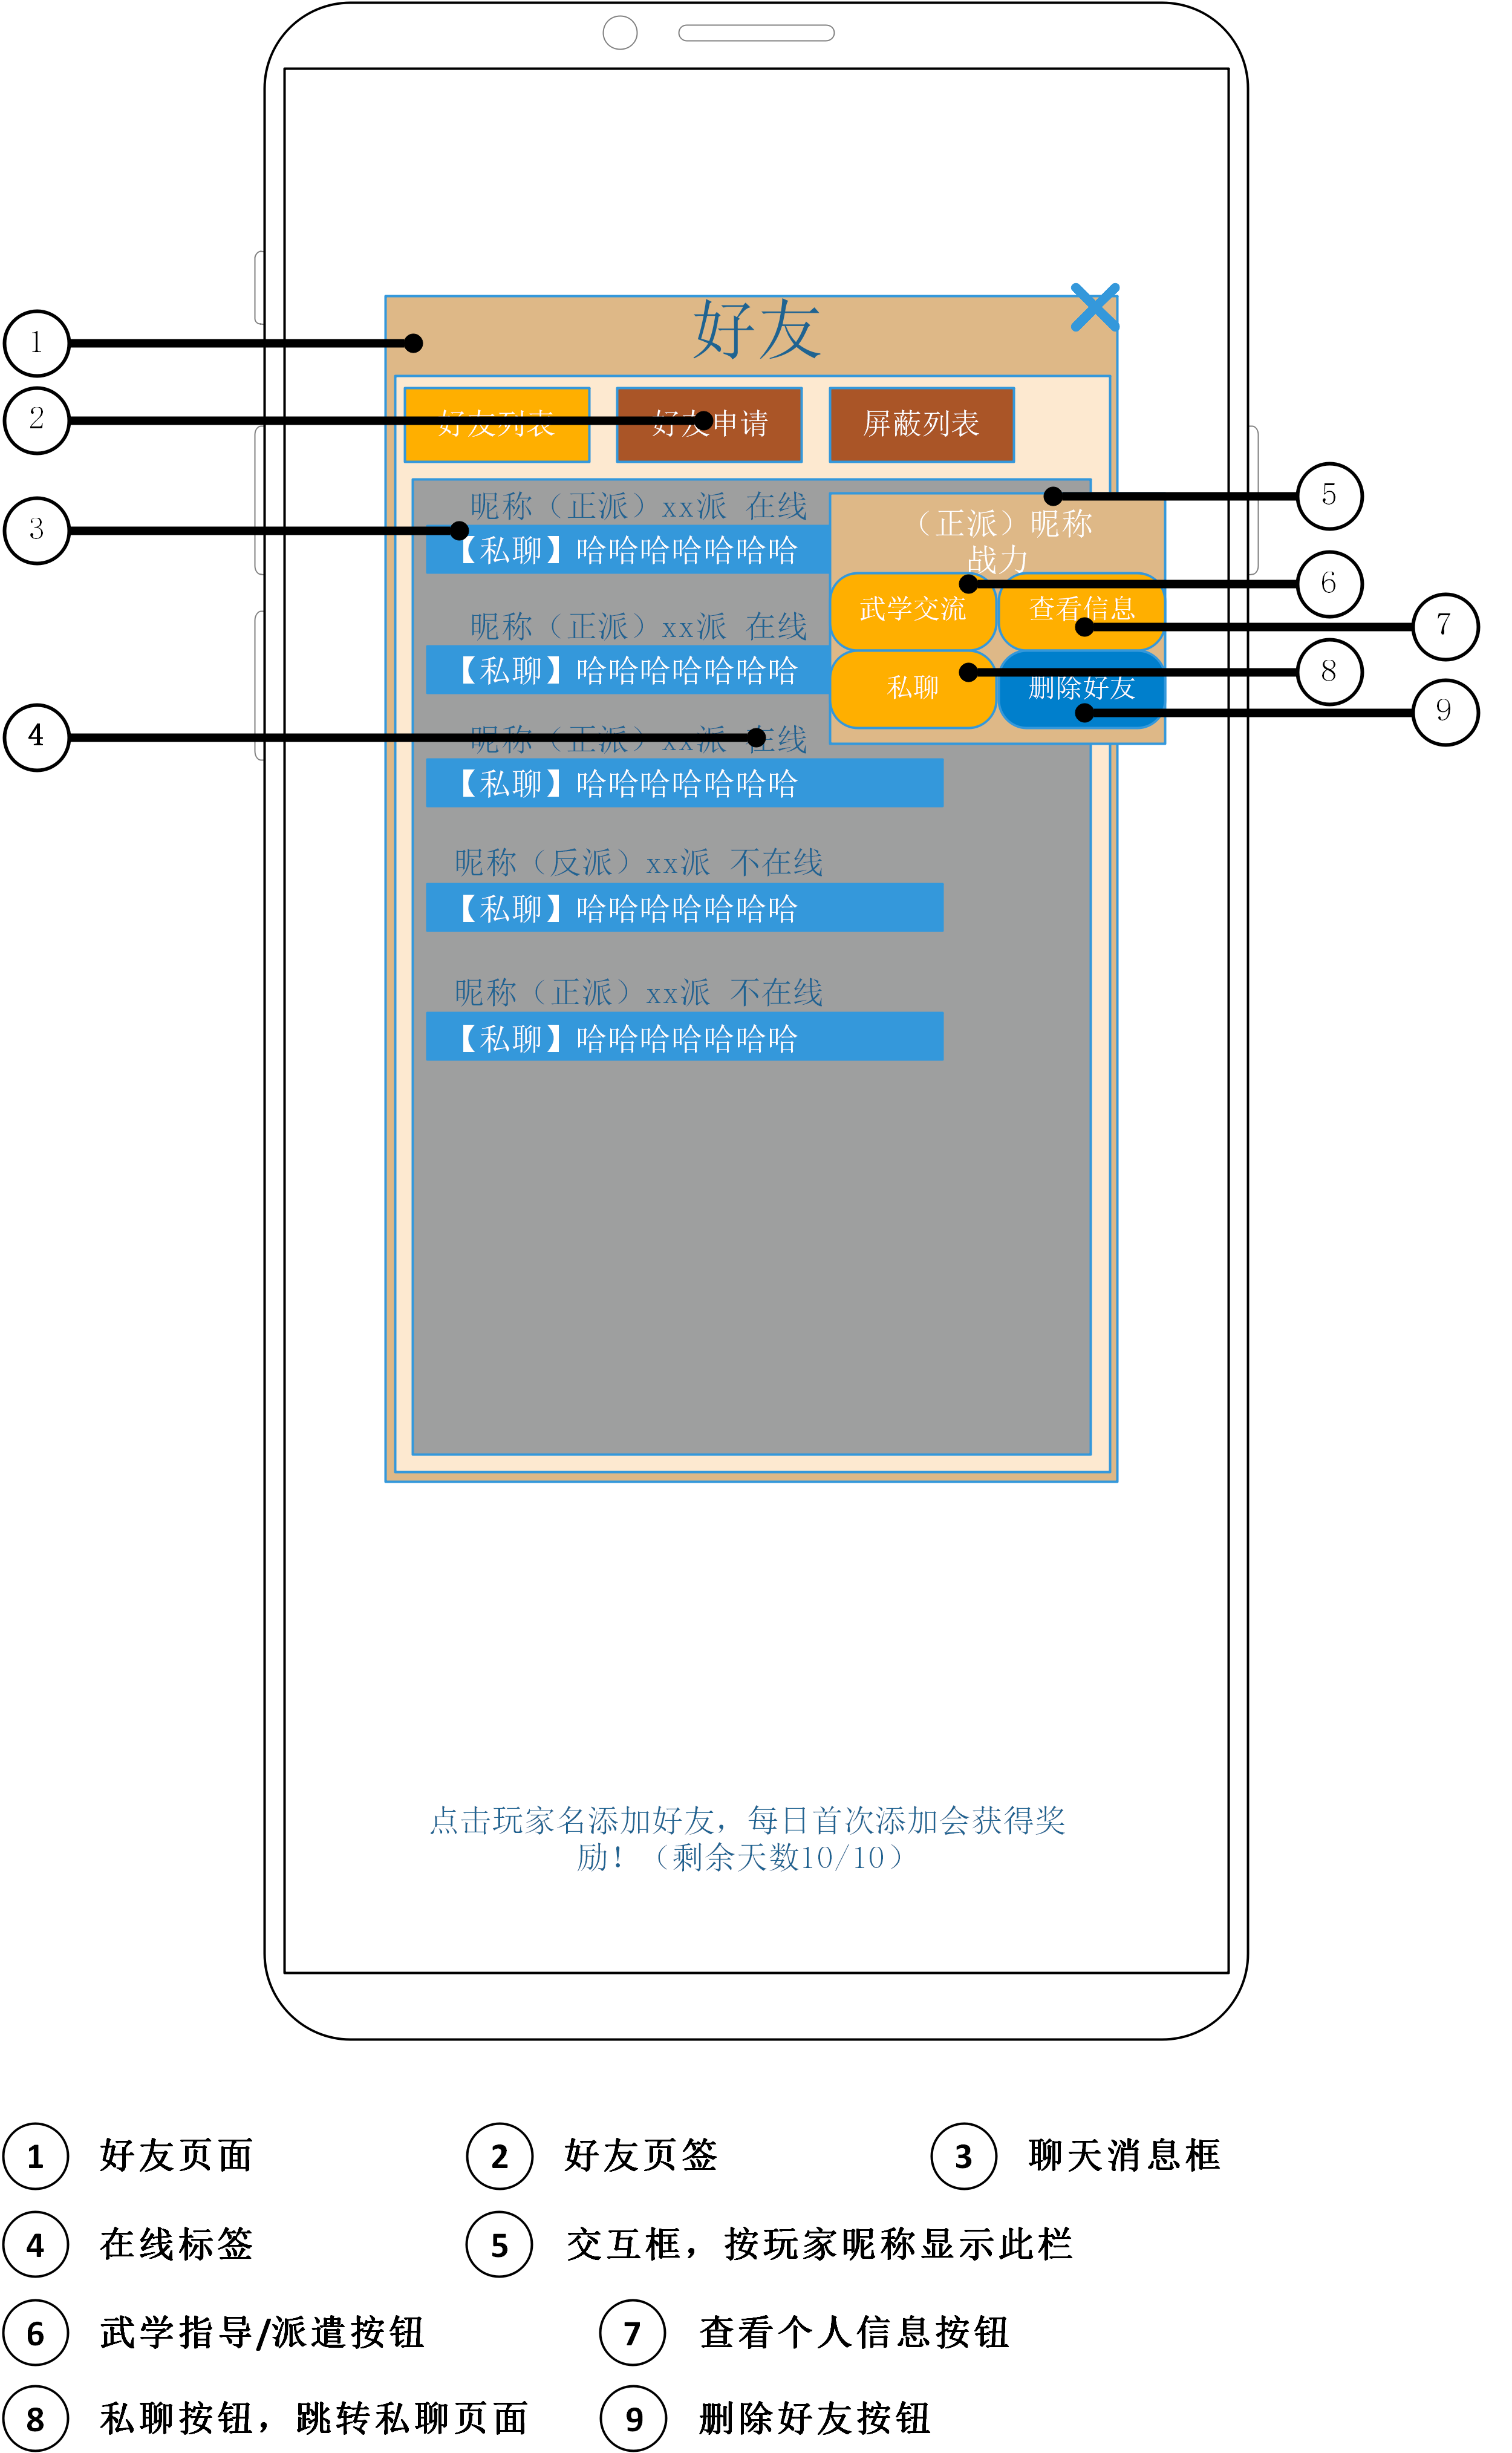 好友
好友列表
好友申请
屏蔽列表
昵称（正派）xx派 在线
【私聊】哈哈哈哈哈哈哈
昵称（正派）xx派 在线
【私聊】哈哈哈哈哈哈哈
昵称（正派）xx派 在线
【私聊】哈哈哈哈哈哈哈
昵称（反派）xx派 不在线
【私聊】哈哈哈哈哈哈哈
昵称（正派）xx派 不在线
【私聊】哈哈哈哈哈哈哈
（正派）昵称
战力
武学交流
查看信息
私聊
删除好友
1
2
3
4
5
6
7
8
9
点击玩家名添加好友，每日首次添加会获得奖
励！（剩余天数10/10）
1 好友页面
2 好友页签
3 聊天消息框
4 在线标签
5 交互框，按玩家昵称显示此栏
6 武学指导/派遣按钮
7 查看个人信息按钮
8 私聊按钮，跳转私聊页面
9 删除好友按钮